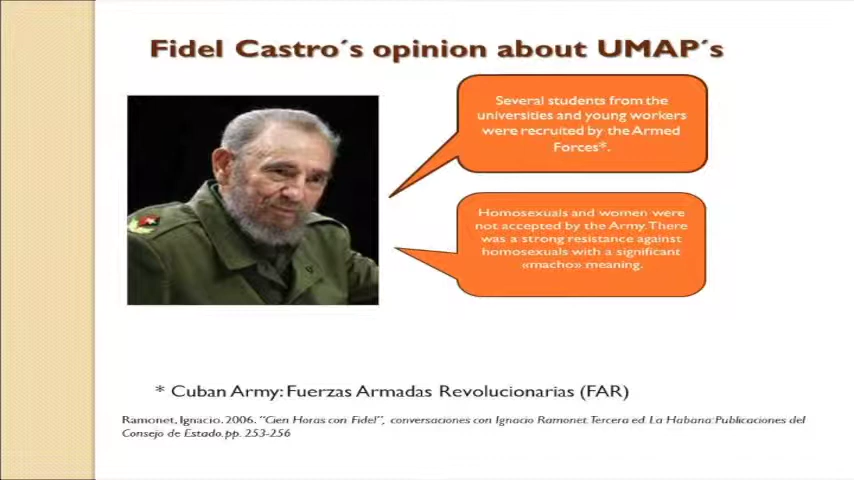 Fidel Castro´s opinion about UMAP´s
Several students from the
universities and young workers
were recruited by the Armed
Forces*.
Homosexuals and women were
not accepted by the Army. There
was a strong resistance against
homosexuals with a significant
«macho» meaning.
* Cuban Army: Fuerzas Armadas Revolucionarias (FAR)
Ramonet, Ignacio. 2006. "Cien Horas con Fidel", conversaciones con Ignacio Ramonet. Tercera ed. La Habana: Publicaciones del
Consejo de Estado. pp. 253-256